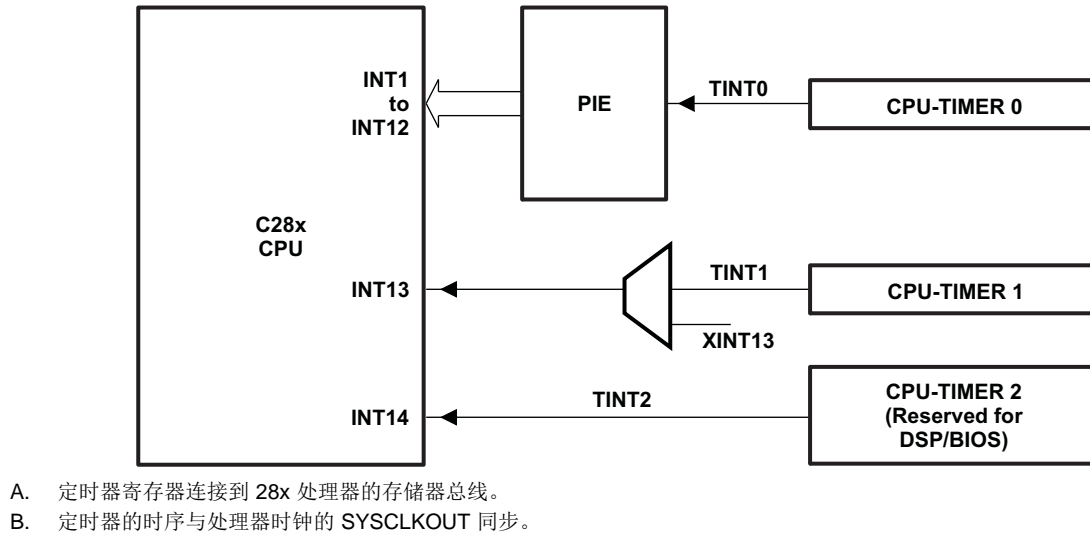 INT1
to
INT12
PIE
TINT0
CPU-TIMER 0
C28x
CPU
INT13
TINT1
CPU-TIMER 1
XINT13
INT14
TINT2
CPU-TIMER 2
(Reserved for
DSP/BIOS)
A. 定时器寄存器连接到 28x 处理器的存储器总线。
B. 定时器的时序与处理器时钟的 SYSCLKOUT 同步。